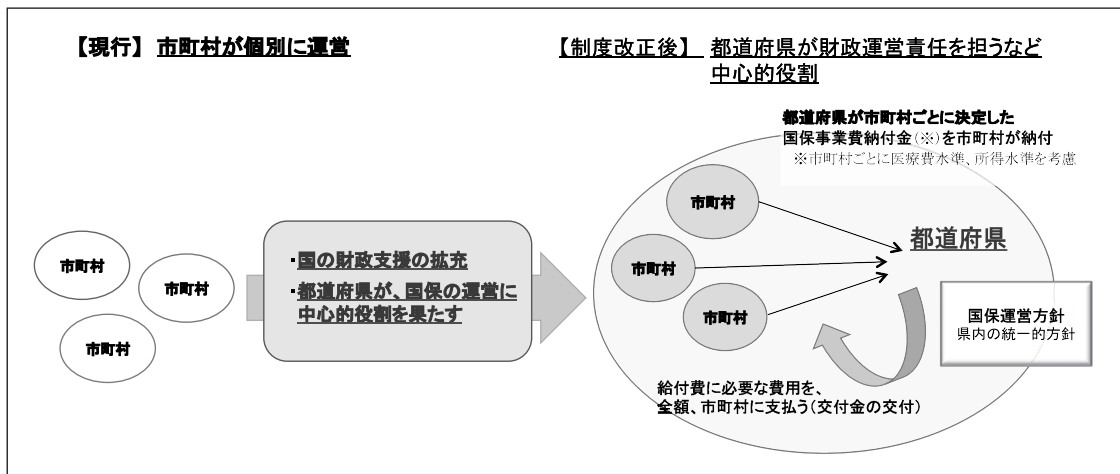 【現行】 市町村が個別に運営
【制度改正後】 都道府県が財政運営責任を担うなど
中心的役割
都道府県が市町村ごとに決定した
国保事業費納付金(※)を市町村が納付
※市町村ごとに医療費水準、所得水準を考慮
市町村
市町村
市町村
・国の財政支援の拡充
・都道府県が、国保の運営に
中心的役割を果たす
市町村
市町村
市町村
都道府県
国保運営方針
県内の統一的方針
給付費に必要な費用を、
全額、市町村に支払う(交付金の交付)